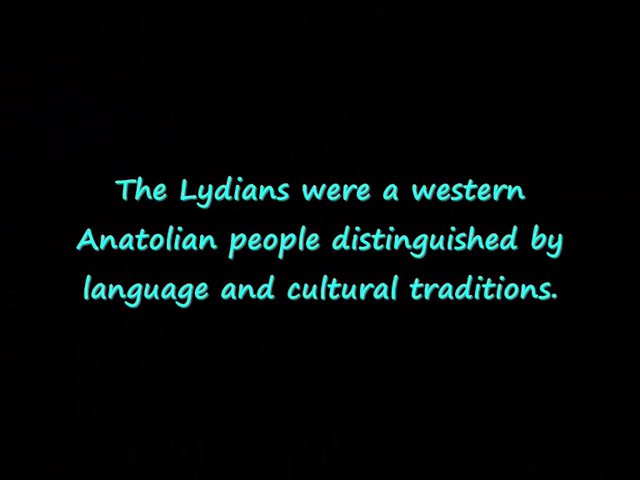 The Lydians were a western
Anatolian people distinguished by
language and cultural traditions.